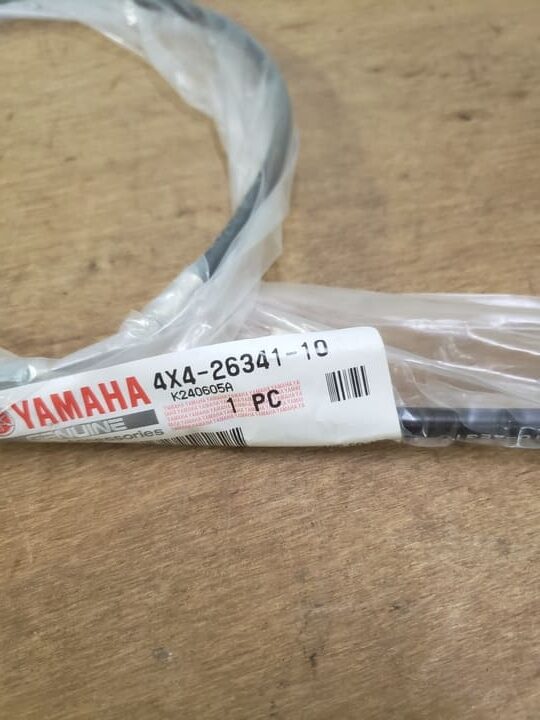 4X4-26341-10
K240605A
YAMAHA
1 PC
GENUINE